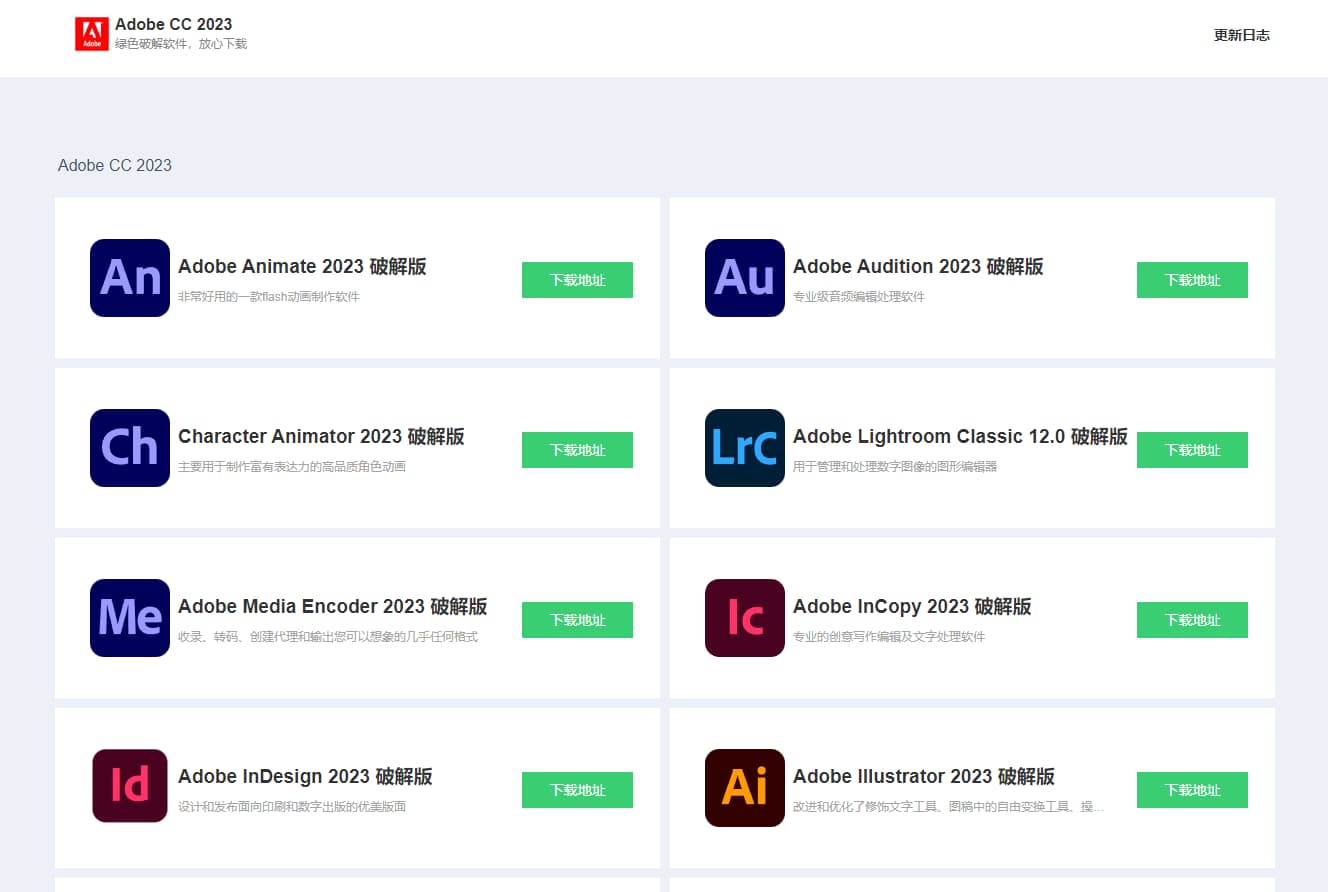 Adobe CC 2023
Adobe
绿色破解软件，放心下载
更新日志
Adobe CC 2023
An
Adobe Animate 2023 破解版
非常好用的一款flash动画制作软件
下载地址
Au
Adobe Audition 2023 破解版
专业级音频编辑处理软件
下载地址
Ch
Character Animator 2023 破解版
主要用于制作富有表达力的高品质角色动画
下载地址
LrC
Adobe Lightroom Classic 12.0 破解版
用于管理和处理数字图像的图形编辑器
下载地址
Me
Adobe Media Encoder 2023 破解版
收录、转码、创建代理和输出您可以想象的几乎任何格式
下载地址
Ic
Adobe InCopy 2023 破解版
专业的创意写作编辑及文字处理软件
下载地址
Id
Adobe InDesign 2023 破解版
设计和发布面向印刷和数字出版的优美版面
下载地址
Ai
Adobe Illustrator 2023 破解版
改进和优化了修饰文字工具、图稿中的自由变换工具、操...
下载地址